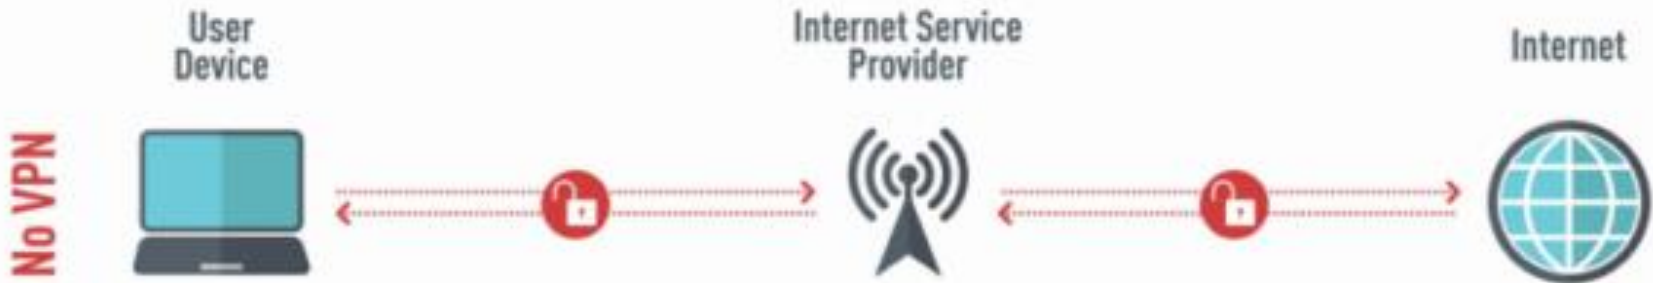 User
Device
Internet Service
Provider
Internet
No VPN